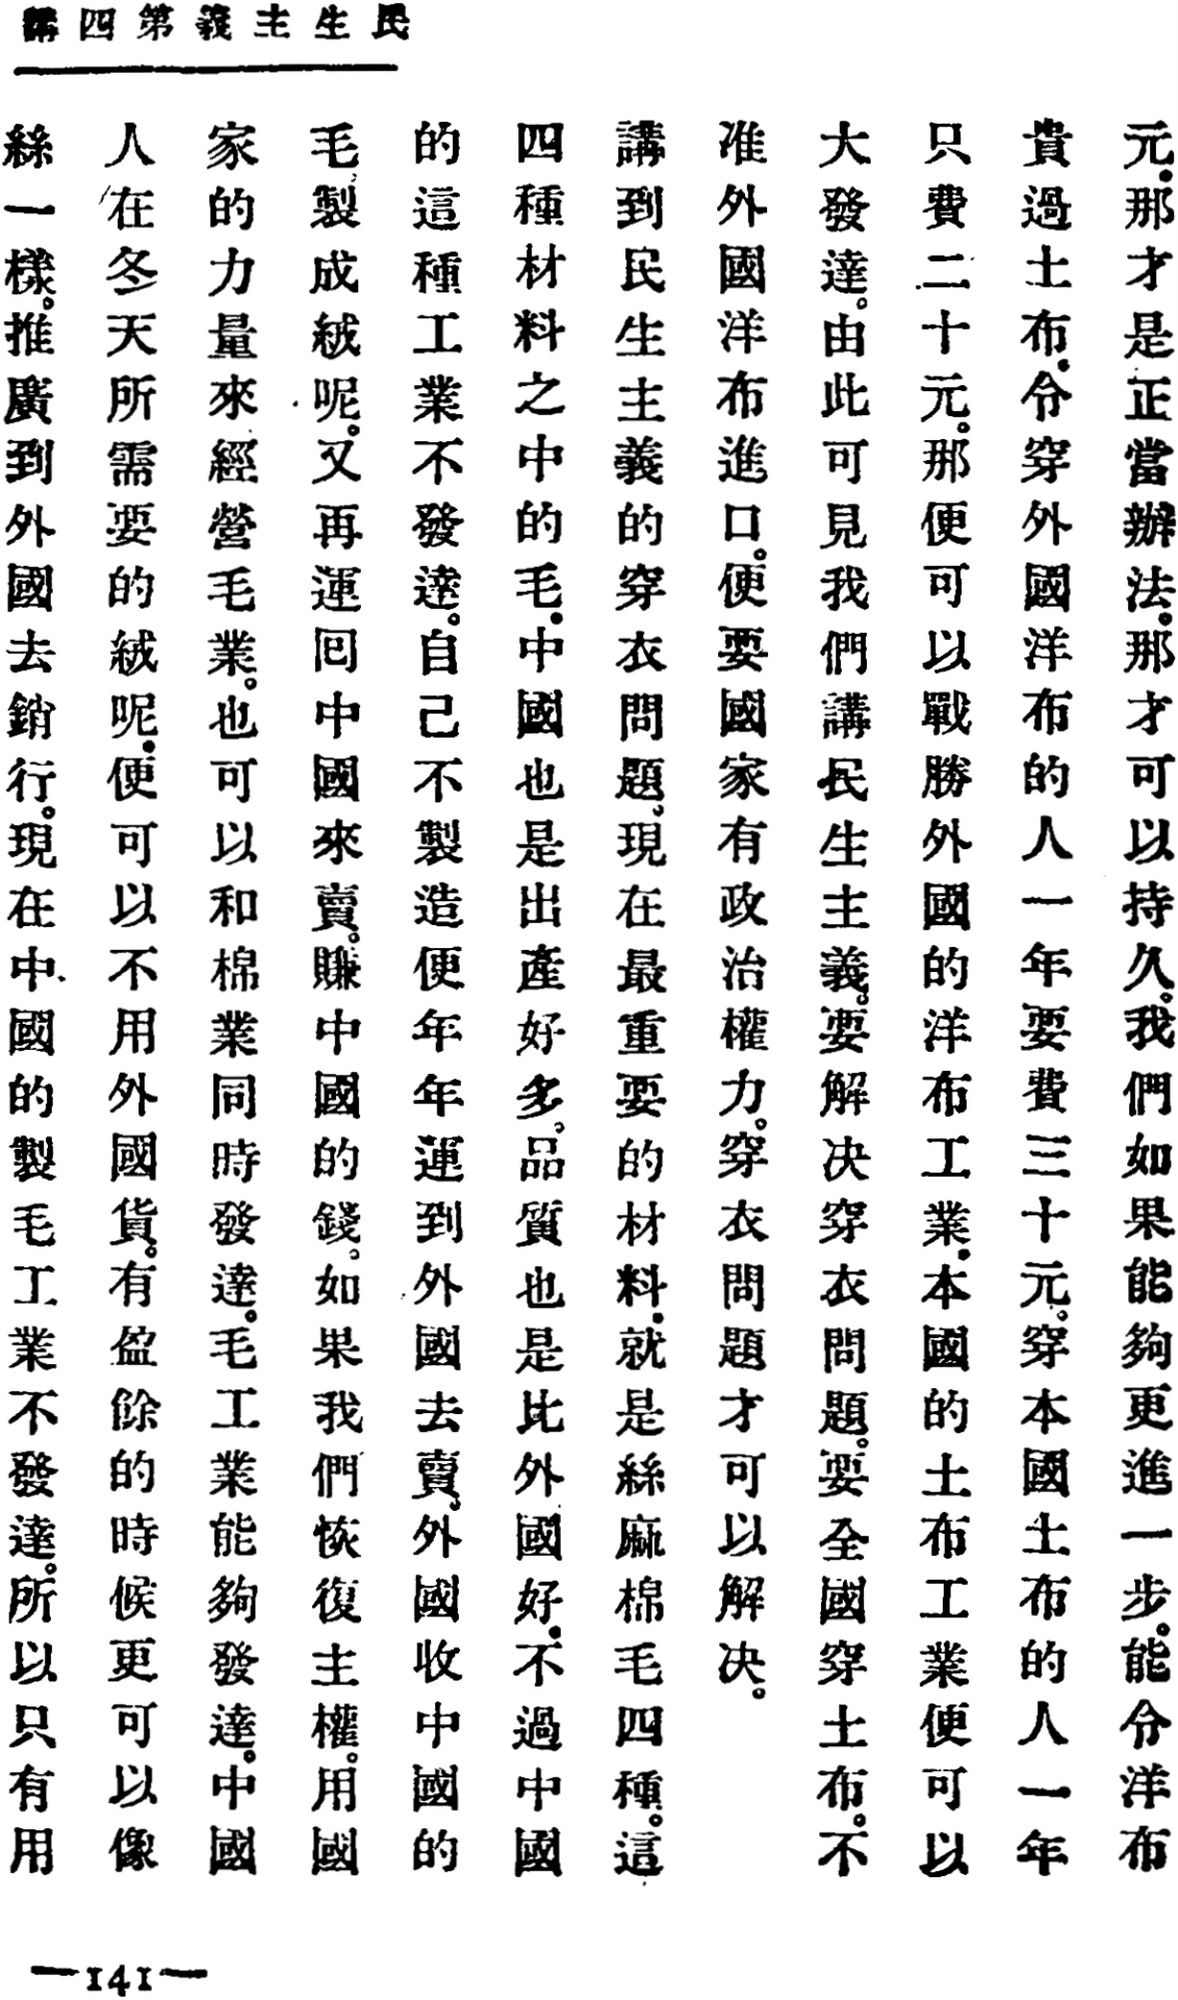 民生主義第四講
元。那才是正當辦法。那才可以持久。我們如果能夠更進一步。能令洋布
貴過土布。令穿外國洋布的人一年要費三十元。穿本國土布的人一年
只費二十元。那便可以戰勝外國的洋布工業。本國的土布工業便可以
大發達。由此可見我們講民生主義。要解決穿衣問題。要全國穿土布。不
准外國洋布進口。便要國家有政治權力。穿衣問題才可以解決。
講到民生主義的穿衣問題、現在最重要的材料。就是絲麻棉毛四種。這
四種材料之中的毛。中國也是出產好多、品質也是比外國好。不過中國
的這種工業不發達。自己不製造便年年運到外國去賣、外國收中國的
毛、製成絨呢。又再運回中國來賣。賺中國的錢。如果我們恢復主權。用國
家的力量來經營毛業。也可以和棉業同時發達。毛工業能夠發達。中國
人在冬天所需要的絨呢。便可以不用外國貨。有盈餘的時候更可以像
絲一樣。推廣到外國去銷行。現在中國的製毛工業不發達。所以只有用
—141—